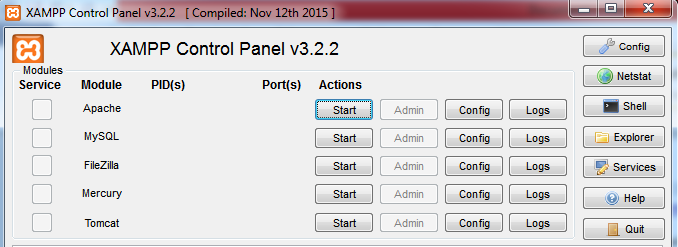 XAMPP Control Panel v3.2.2 [ Compiled: Nov 12th 2015 ]
XAMPP Control Panel v3.2.2
Config
Modules
Service Module PID(s) Port(s) Actions
Netstat
Apache Start Admin Config Logs
Shell
MySQL Start Admin Config Logs
Explorer
FileZilla Start Admin Config Logs
Services
Mercury Start Admin Config Logs
Help
Tomcat Start Admin Config Logs
Quit